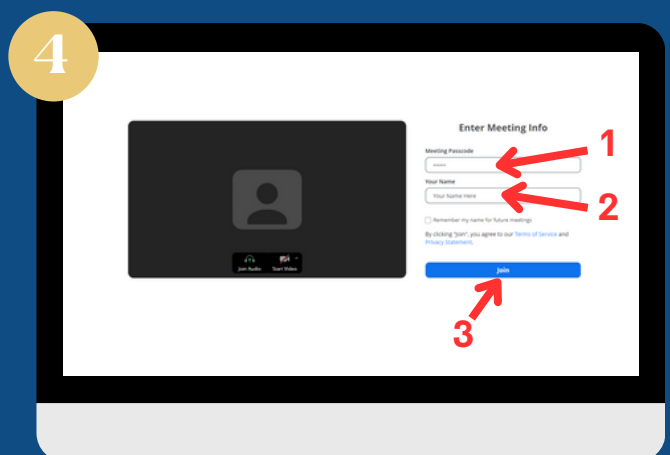 4
Enter Meeting Info
Meeting Passcode
1
Your Name
Your Name Here
2
Remember my name for future meetings
By clicking "Join", you agree to our Terms of Service and
Privacy Statement.
Join Audio Start Video
Join
3